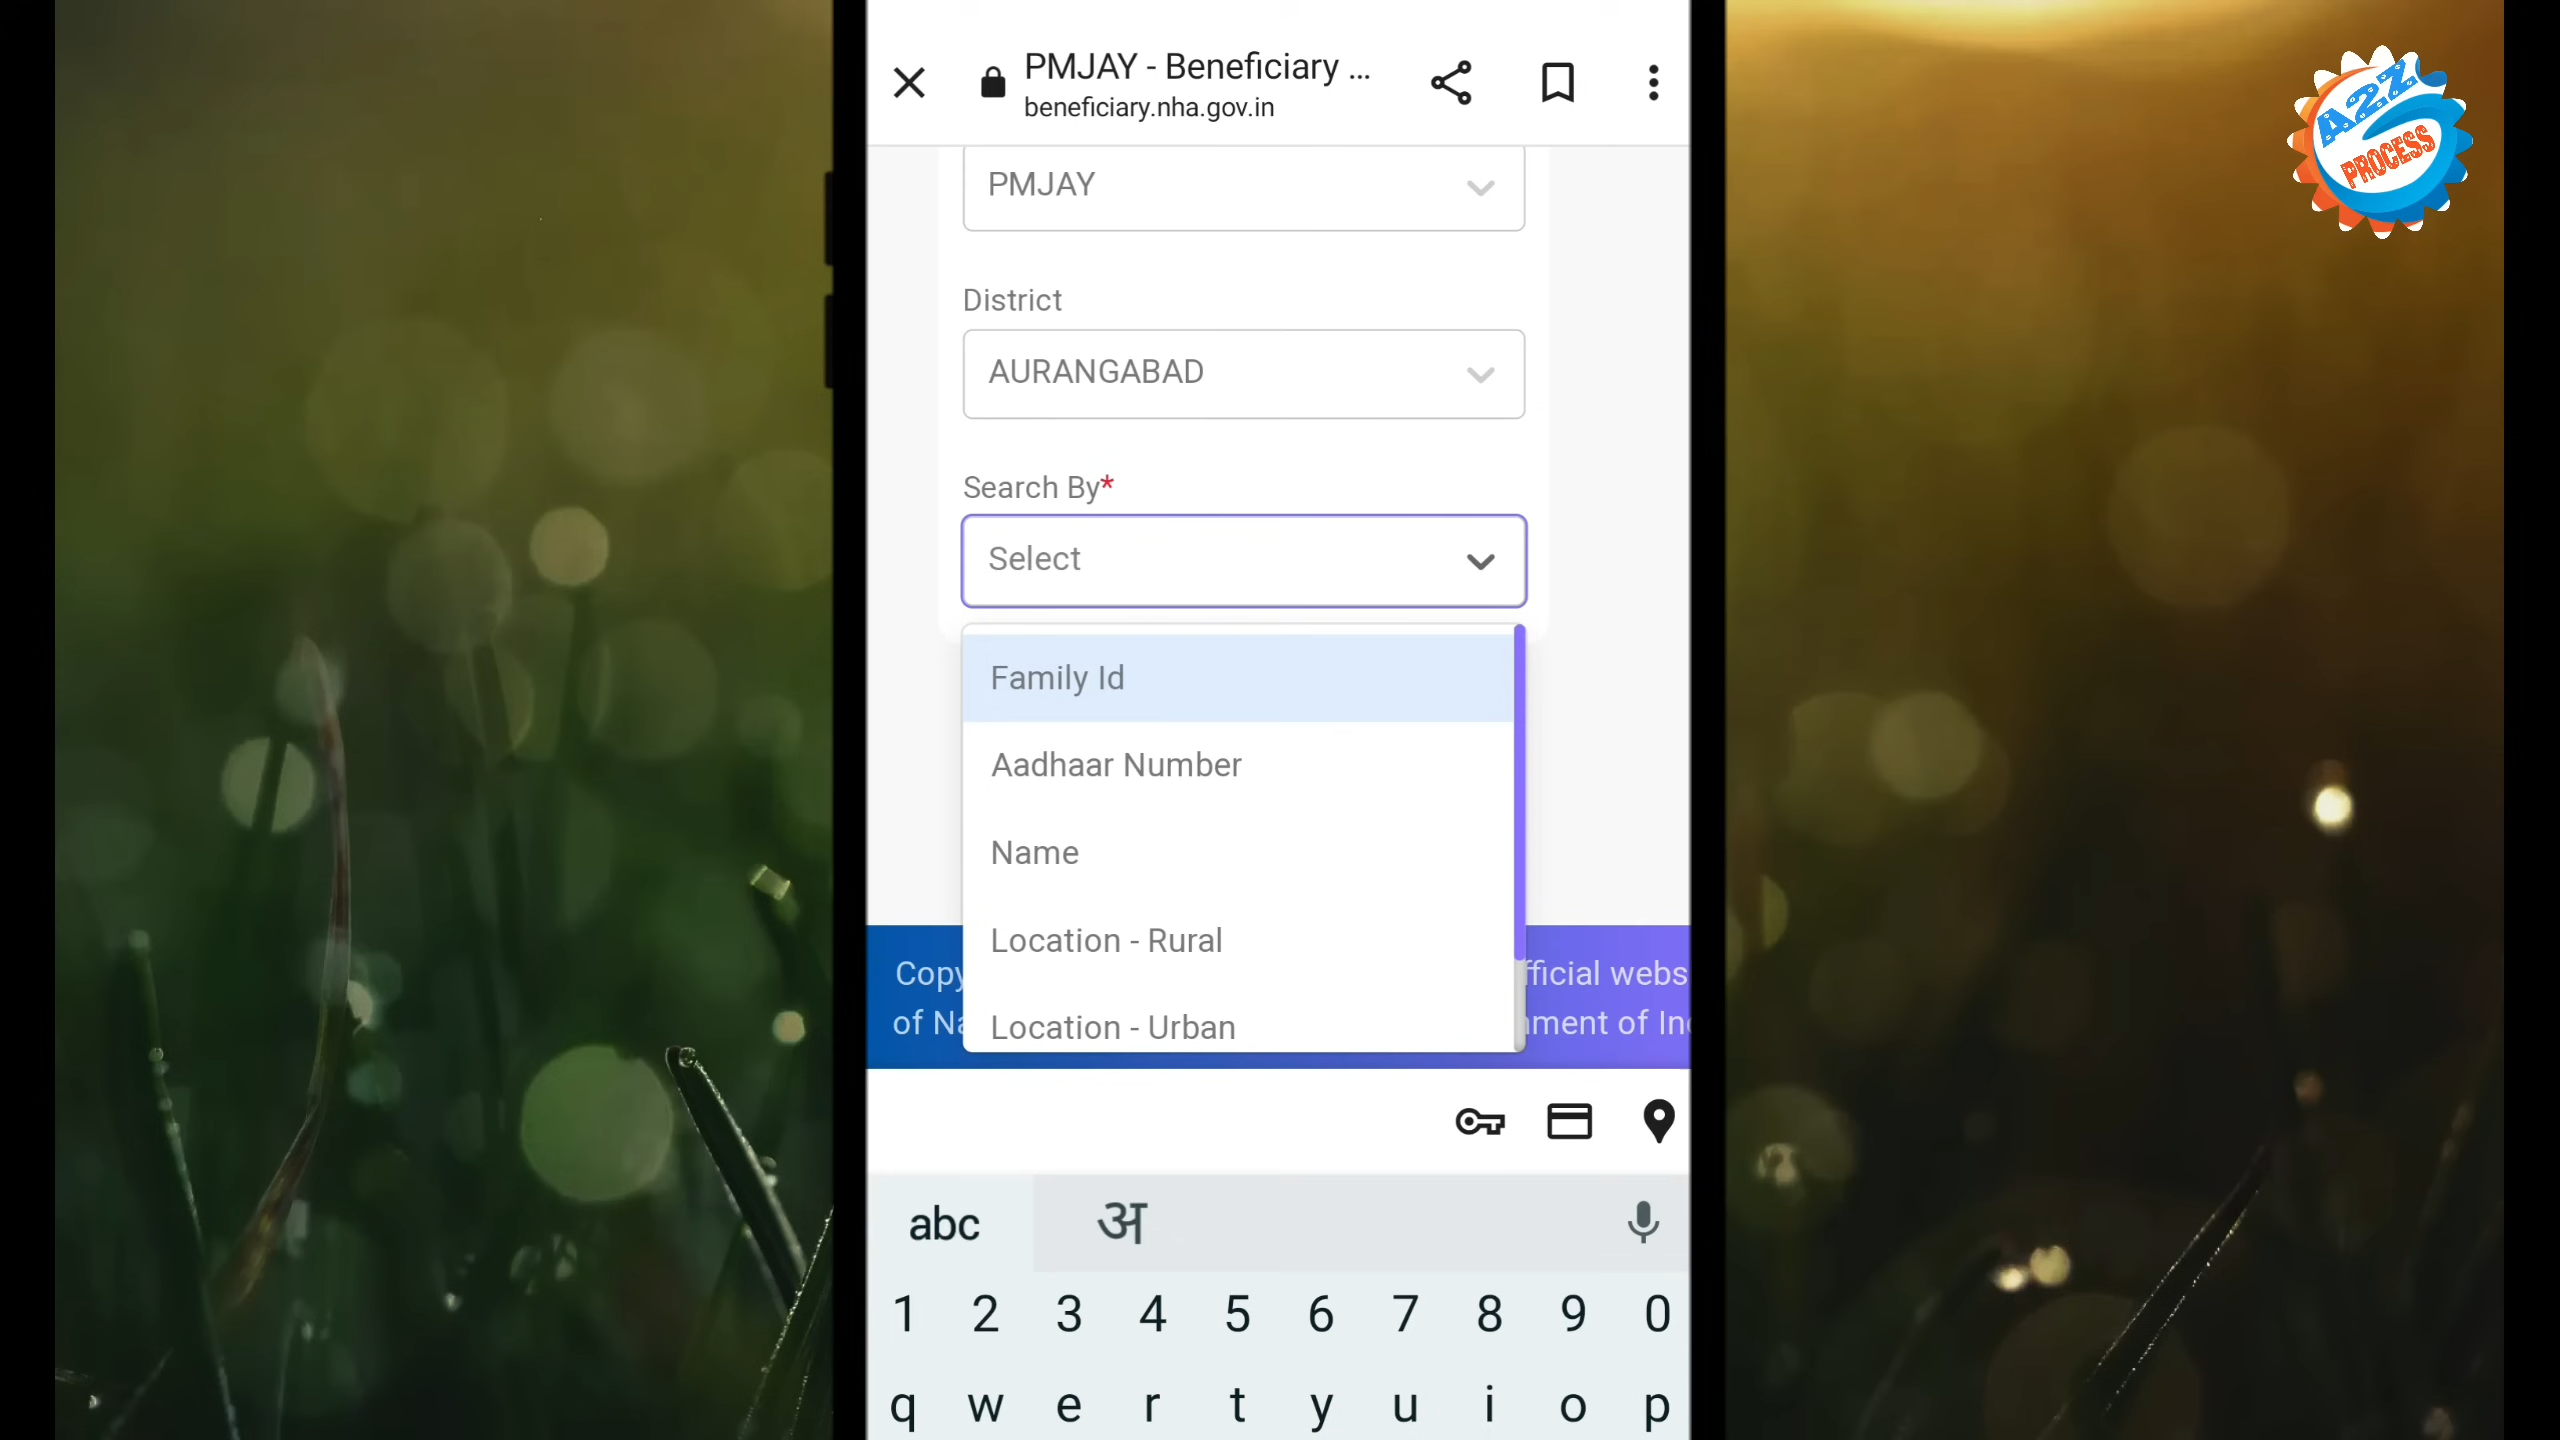 PMJAY - Beneficiary ...
beneficiary.nha.gov.in
A2Z
PROCESS
PMJAY
District
AURANGABAD
Search By*
Select
Family Id
Aadhaar Number
Name
Location - Rural
Location - Urban
Copy fficial webs
of Na nment of Ind
abc अ
1 2 3 4 5 6 7 8 9 0
q w e r t y u i o p